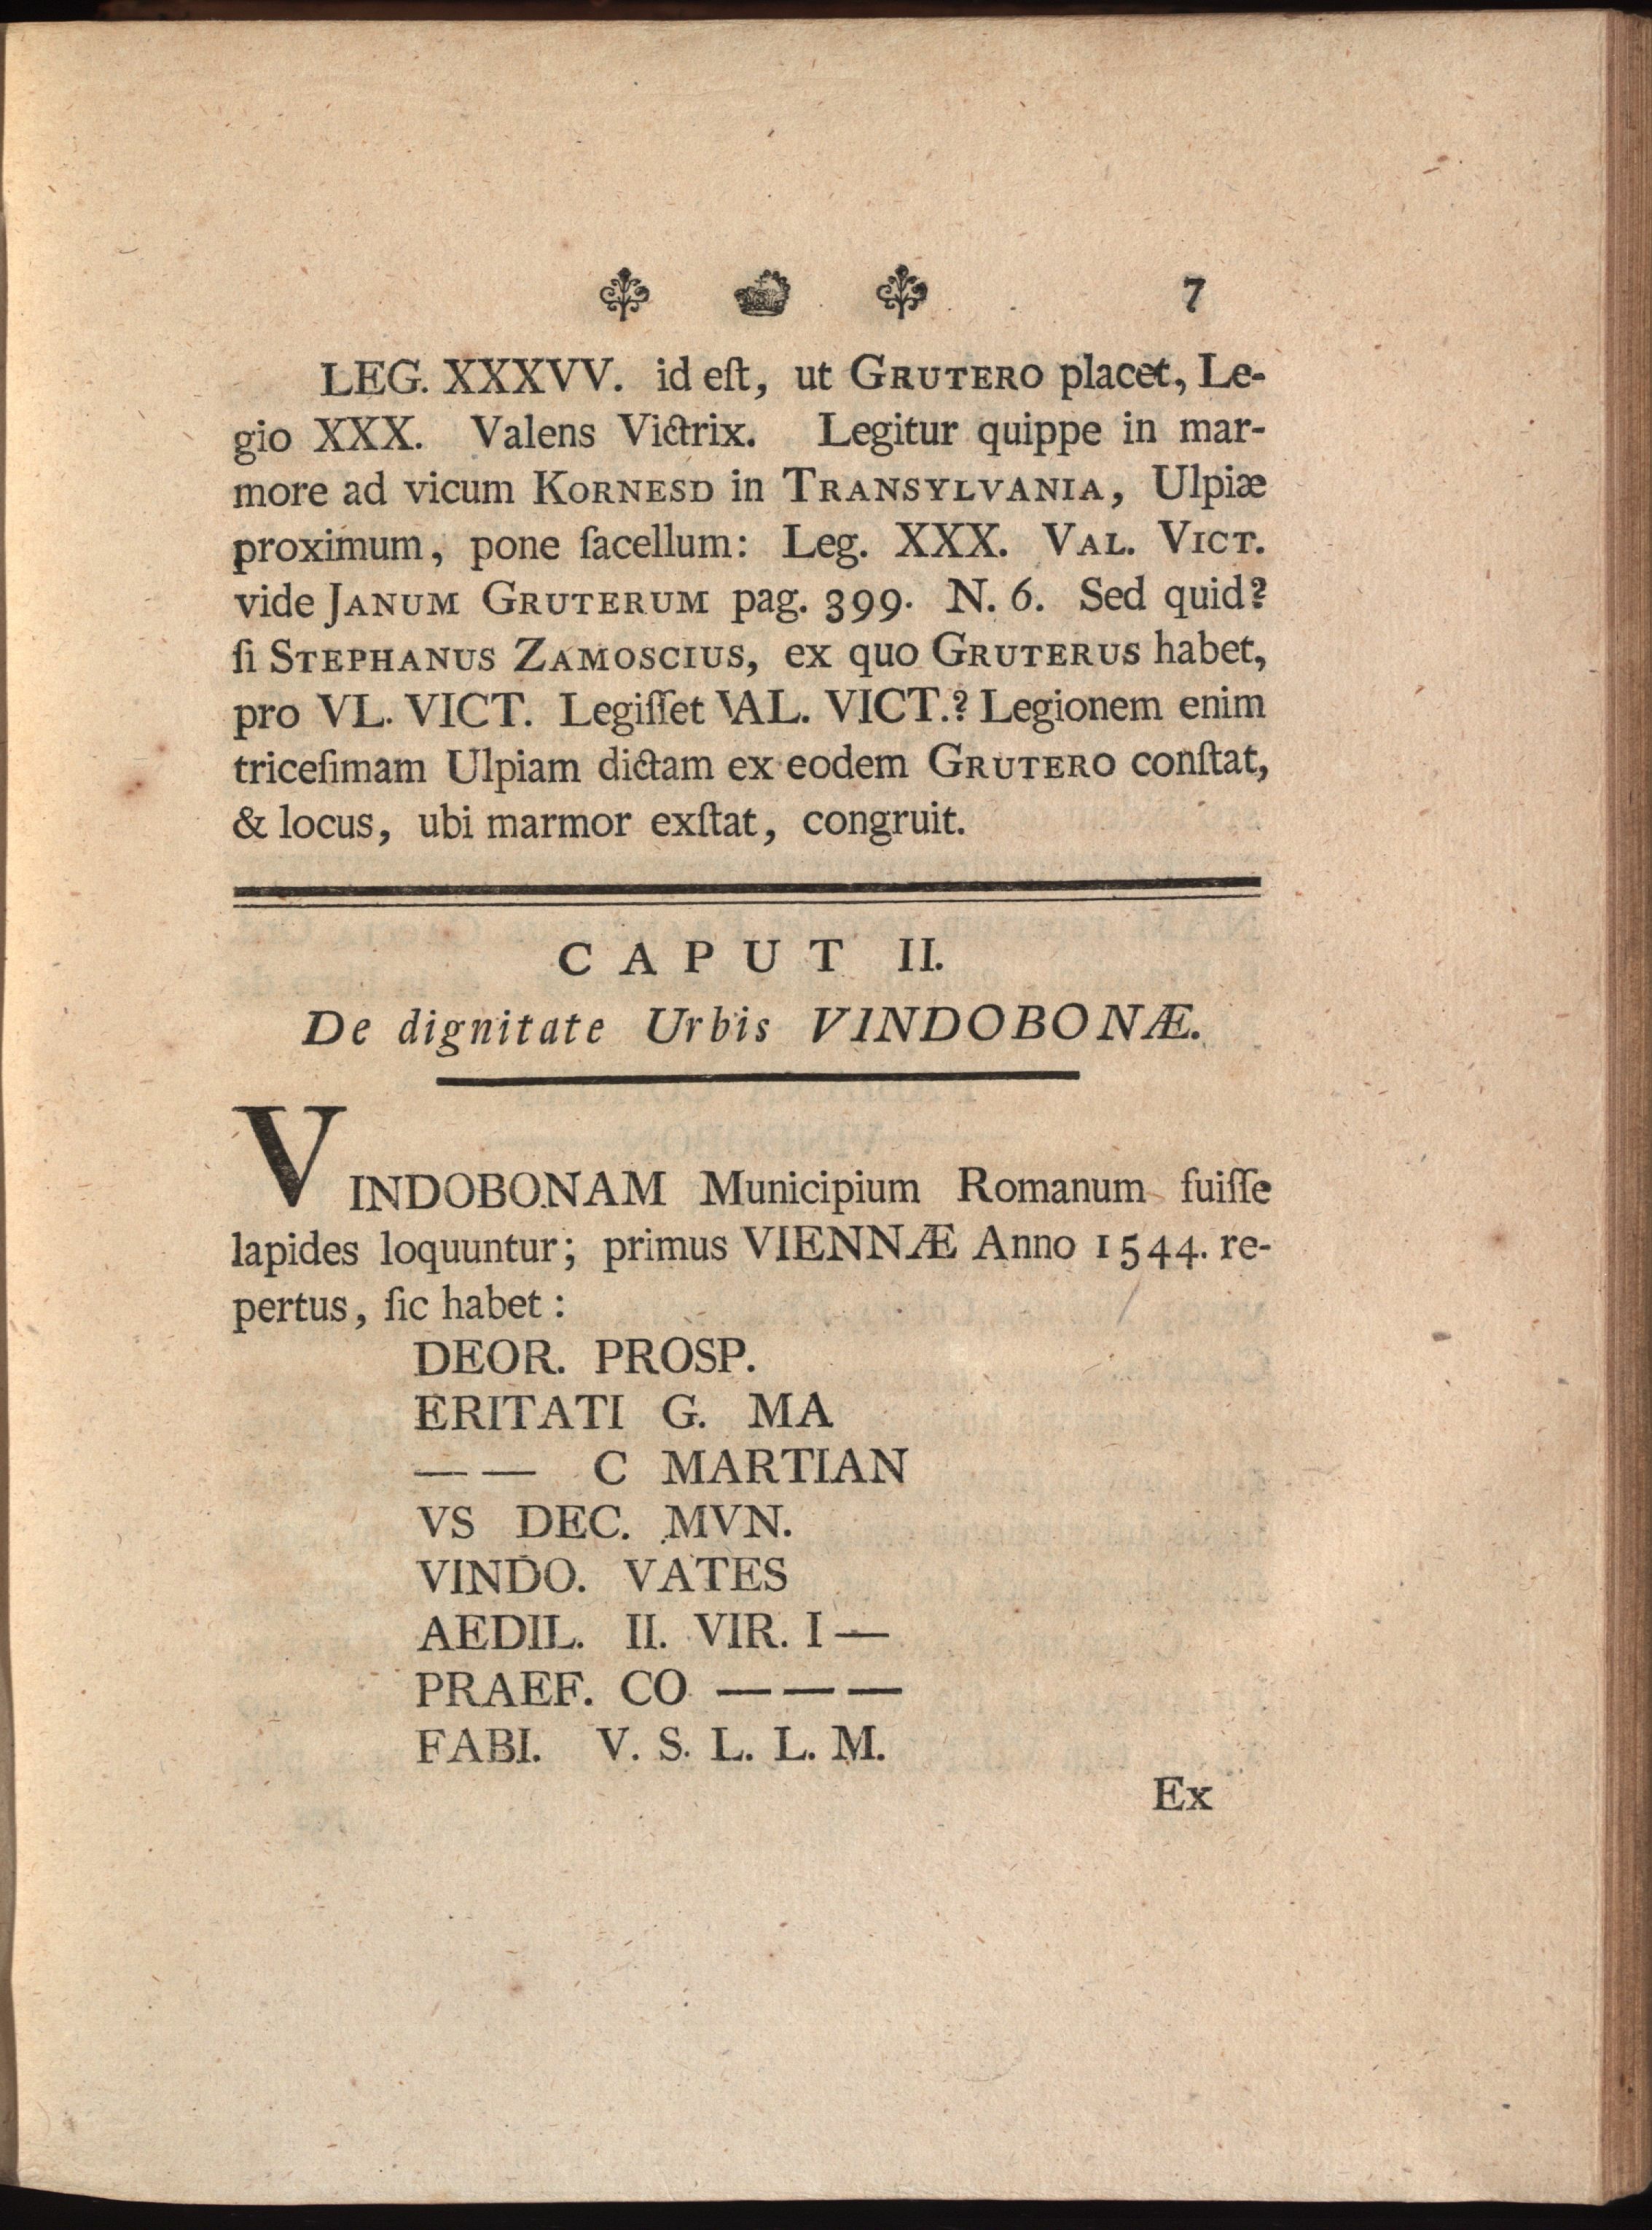 7
LEG. XXXVV. id eſt, ut GRUTERO placet, Le-
gio XXX. Valens Victrix. Legitur quippe in mar-
more ad vicum KORNESD in TRANSYLVANIA, Ulpiæ
proximum, pone ſacellum: Leg. XXX. VAL. VICT.
vide JANUM GRUTERUM pag. 399. N. 6. Sed quid?
ſi STEPHANUS ZAMOSCIUS, ex quo GRUTERUS habet,
pro VL. VICT. Legiſſet VAL. VICT.? Legionem enim
triceſimam Ulpiam dictam ex eodem GRUTERO conſtat,
& locus, ubi marmor exſtat, congruit.
CAPUT II.
De dignitate Urbis VINDOBONÆ.
VINDOBONAM Municipium Romanum fuiſſe
lapides loquuntur; primus VIENNÆ Anno 1544. re-
pertus, ſic habet:
DEOR. PROSP.
ERITATI G. MA
— — C MARTIAN
VS DEC. MVN.
VINDO. VATES
AEDIL. II. VIR. I —
PRAEF. CO — — —
FABI. V. S. L. L. M.
Ex